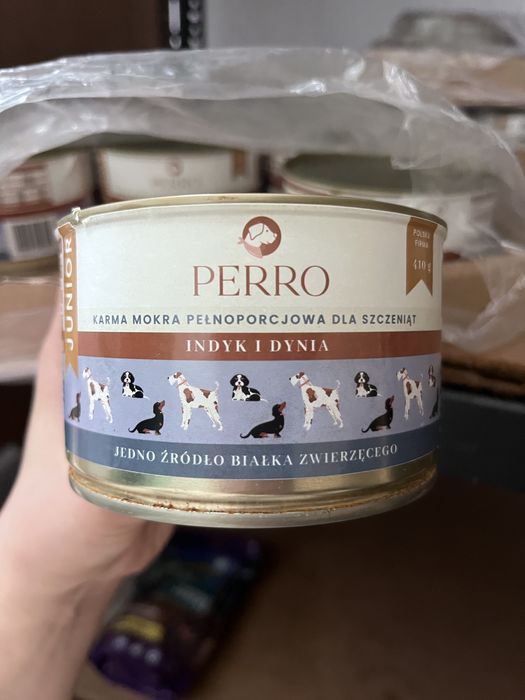 PERRO
POLSKA
FIRMA
410 g
JUNIOR
KARMA MOKRA PEŁNOPORCJOWA DLA SZCZENIĄT
INDYK I DYNIA
JEDNO ŹRÓDŁO BIAŁKA ZWIERZĘCEGO